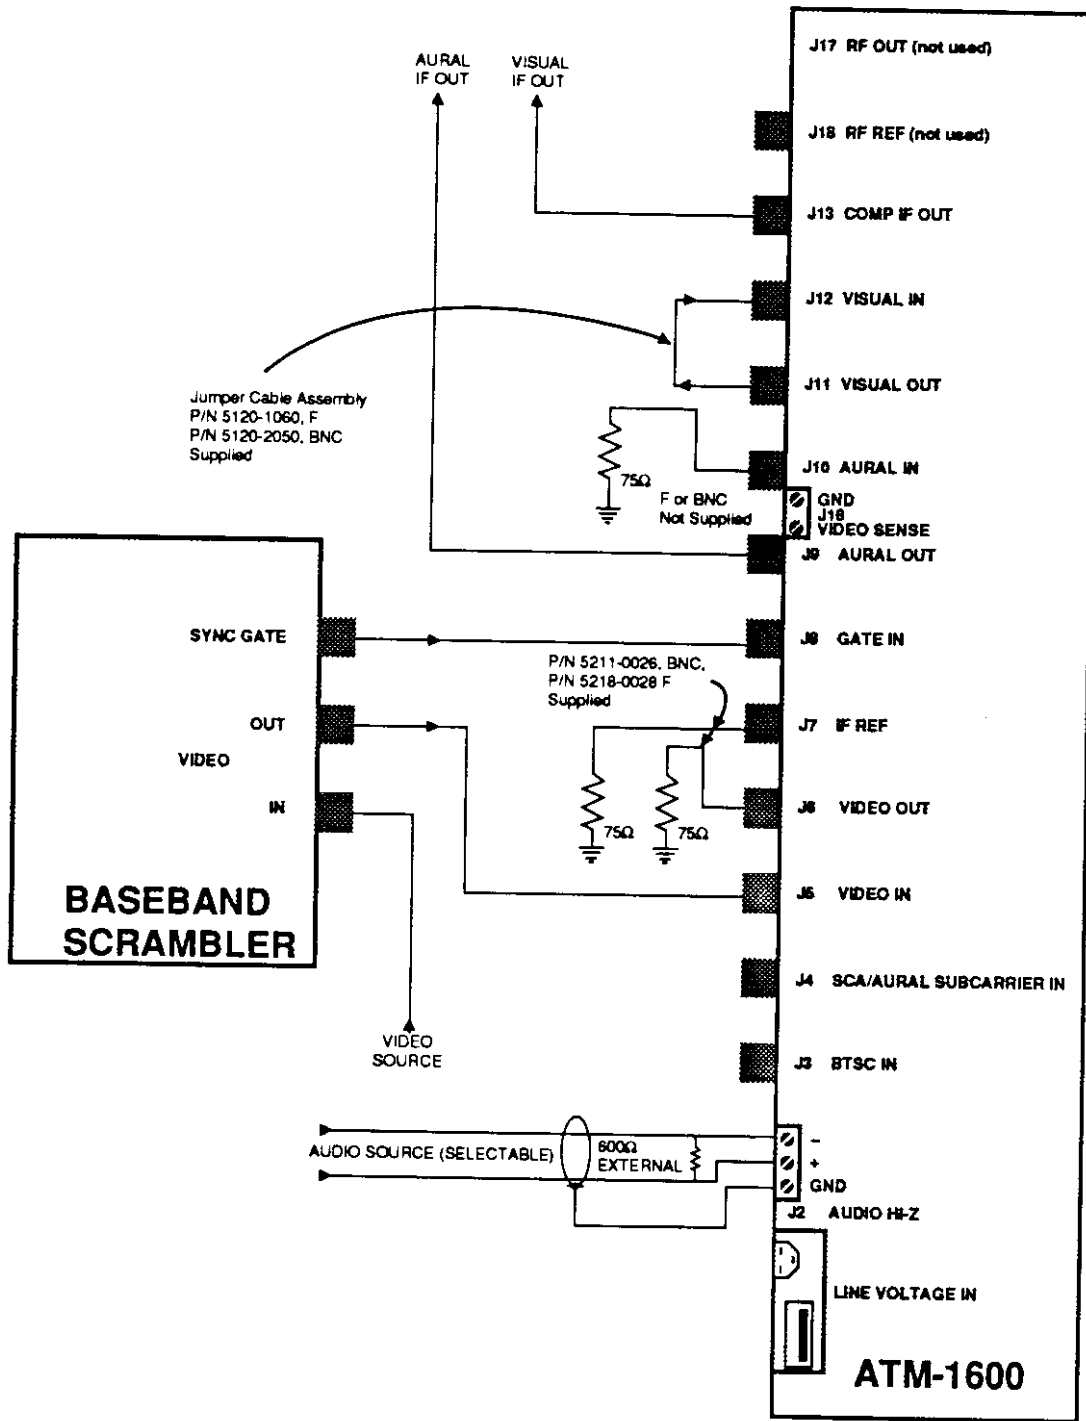 J17 RF OUT (not used)
AURAL
IF OUT
VISUAL
IF OUT
J18 RF REF (not used)
J13 COMP IF OUT
J12 VISUAL IN
J11 VISUAL OUT
Jumper Cable Assembly
P/N 5120-1060, F
P/N 5120-2050, BNC
Supplied
J10 AURAL IN
75Ω
F or BNC
Not Supplied
GND
J18
VIDEO SENSE
J9 AURAL OUT
SYNC GATE
J8 GATE IN
P/N 5211-0026, BNC,
P/N 5218-0028 F
Supplied
OUT
J7 IF REF
VIDEO
IN
J6 VIDEO OUT
75Ω
75Ω
J5 VIDEO IN
BASEBAND
SCRAMBLER
J4 SCA/AURAL SUBCARRIER IN
VIDEO
SOURCE
J3 BTSC IN
AUDIO SOURCE (SELECTABLE)
600Ω
EXTERNAL
-
+
GND
J2 AUDIO HI-Z
LINE VOLTAGE IN
ATM-1600